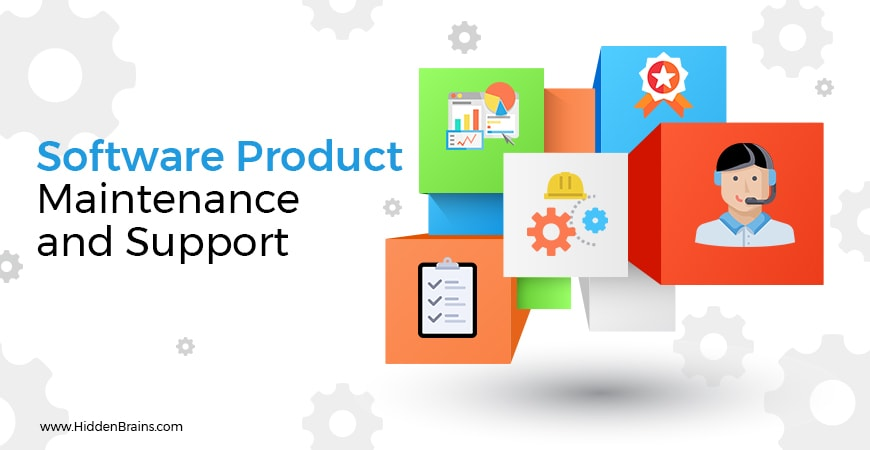 Software Product
Maintenance
and Support
www.HiddenBrains.com